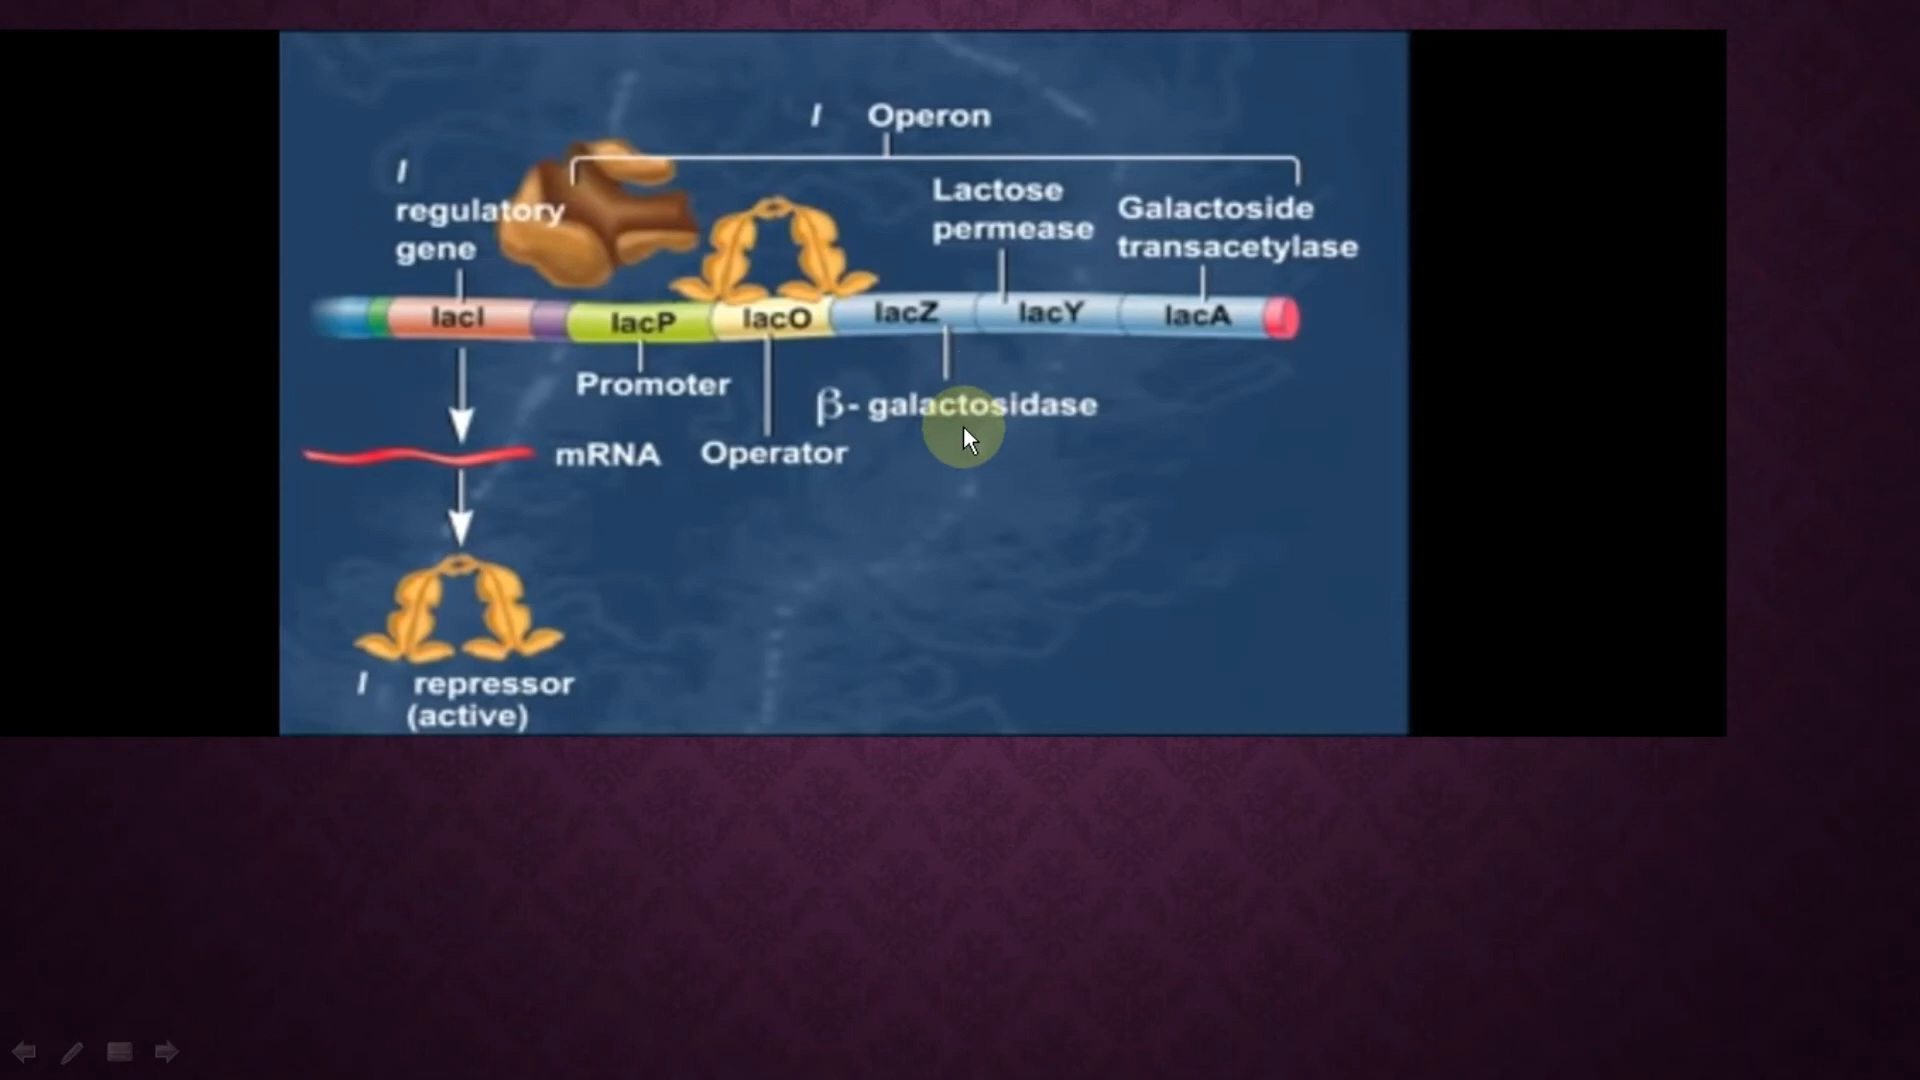 l Operon
l
regulatory
gene
Lactose
permease
Galactoside
transacetylase
lacI
lacP
lacO
lacZ
lacY
lacA
Promoter
β- galactosidase
mRNA
Operator
l repressor
(active)